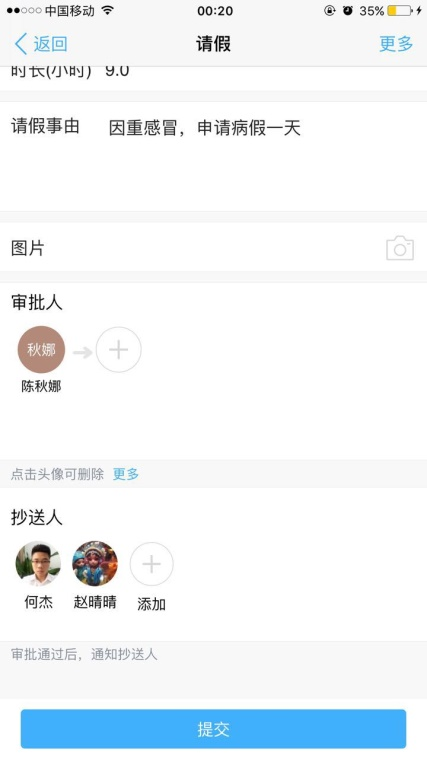 中国移动 00:20 35%
返回 请假 更多
时长(小时) 9.0
请假事由 因重感冒，申请病假一天
图片
审批人
秋娜
陈秋娜
点击头像可删除 更多
抄送人
何杰 赵晴晴 添加
审批通过后，通知抄送人
提交